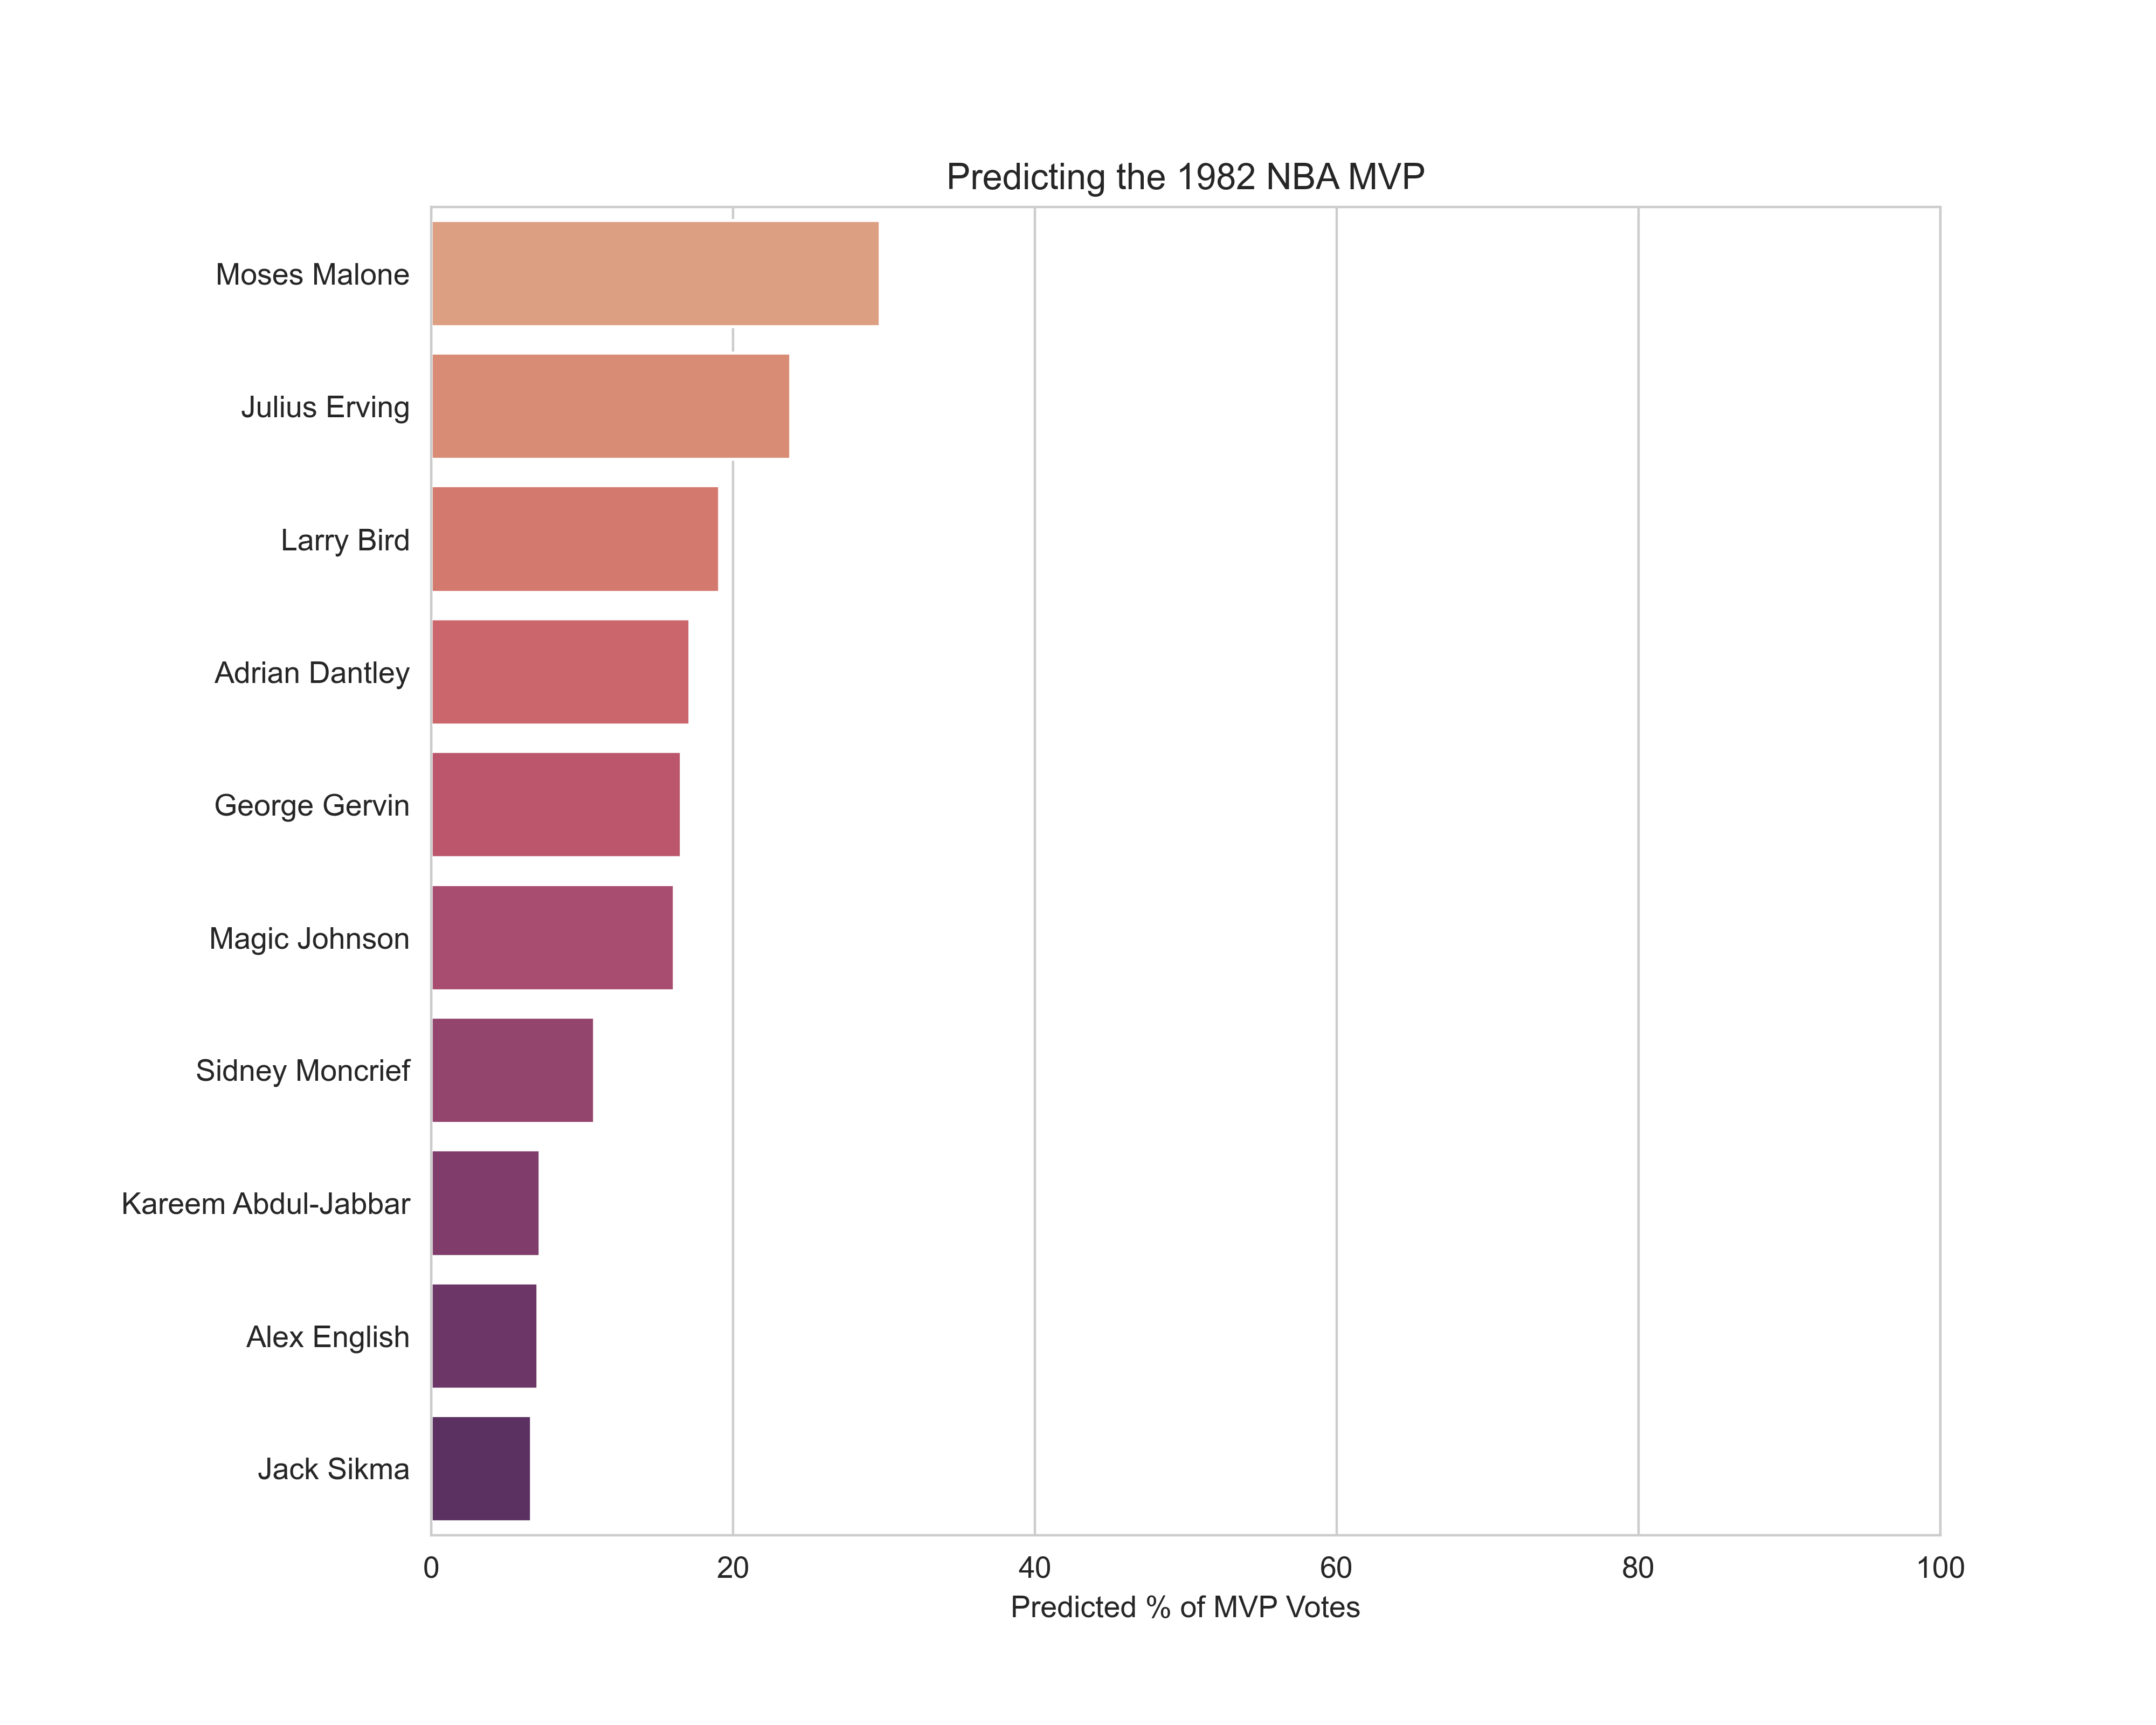 Predicting the 1982 NBA MVP
Moses Malone
Julius Erving
Larry Bird
Adrian Dantley
George Gervin
Magic Johnson
Sidney Moncrief
Kareem Abdul-Jabbar
Alex English
Jack Sikma
0 20 40 60 80 100
Predicted % of MVP Votes